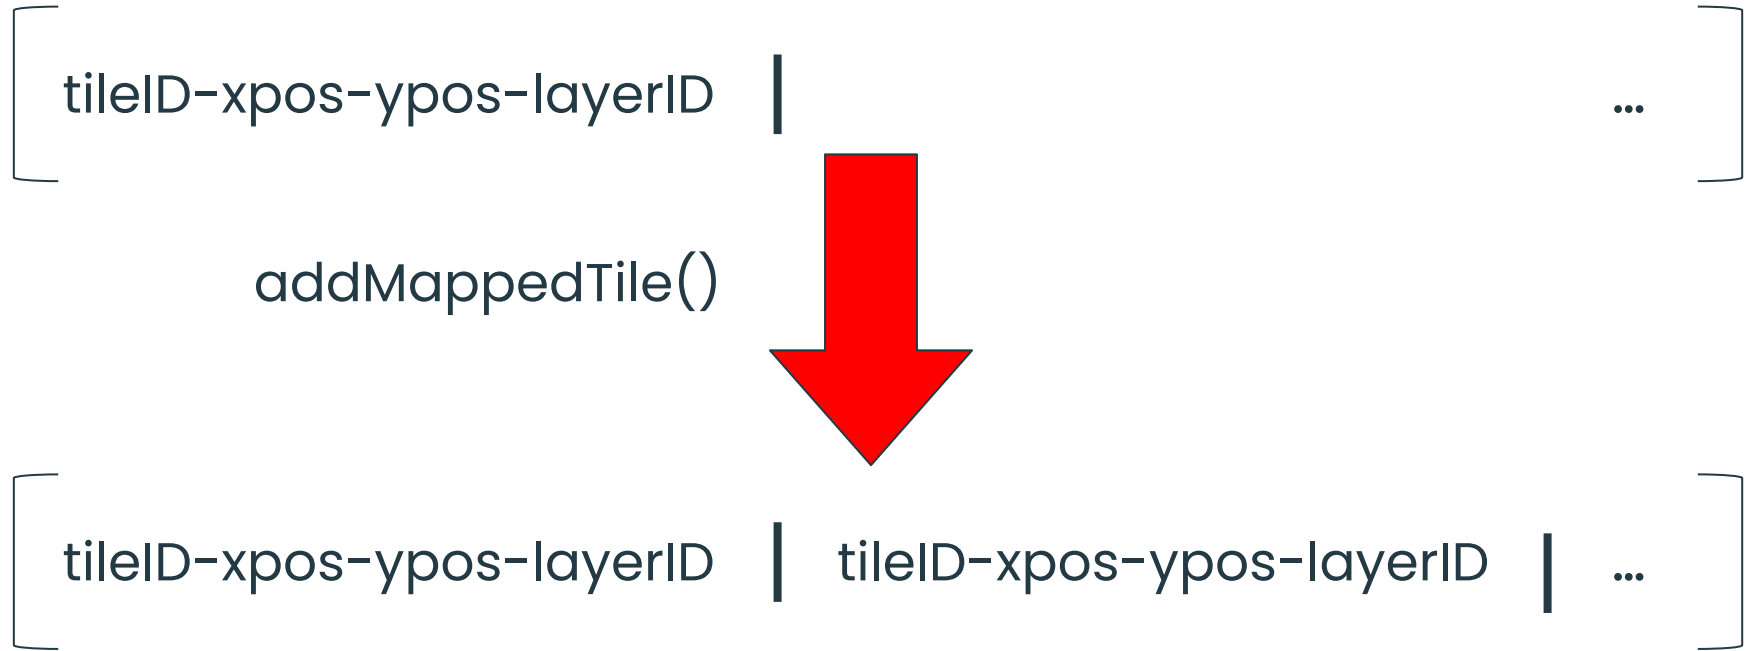 tileID-xpos-ypos-layerID | ...
addMappedTile()
tileID-xpos-ypos-layerID | tileID-xpos-ypos-layerID | ...